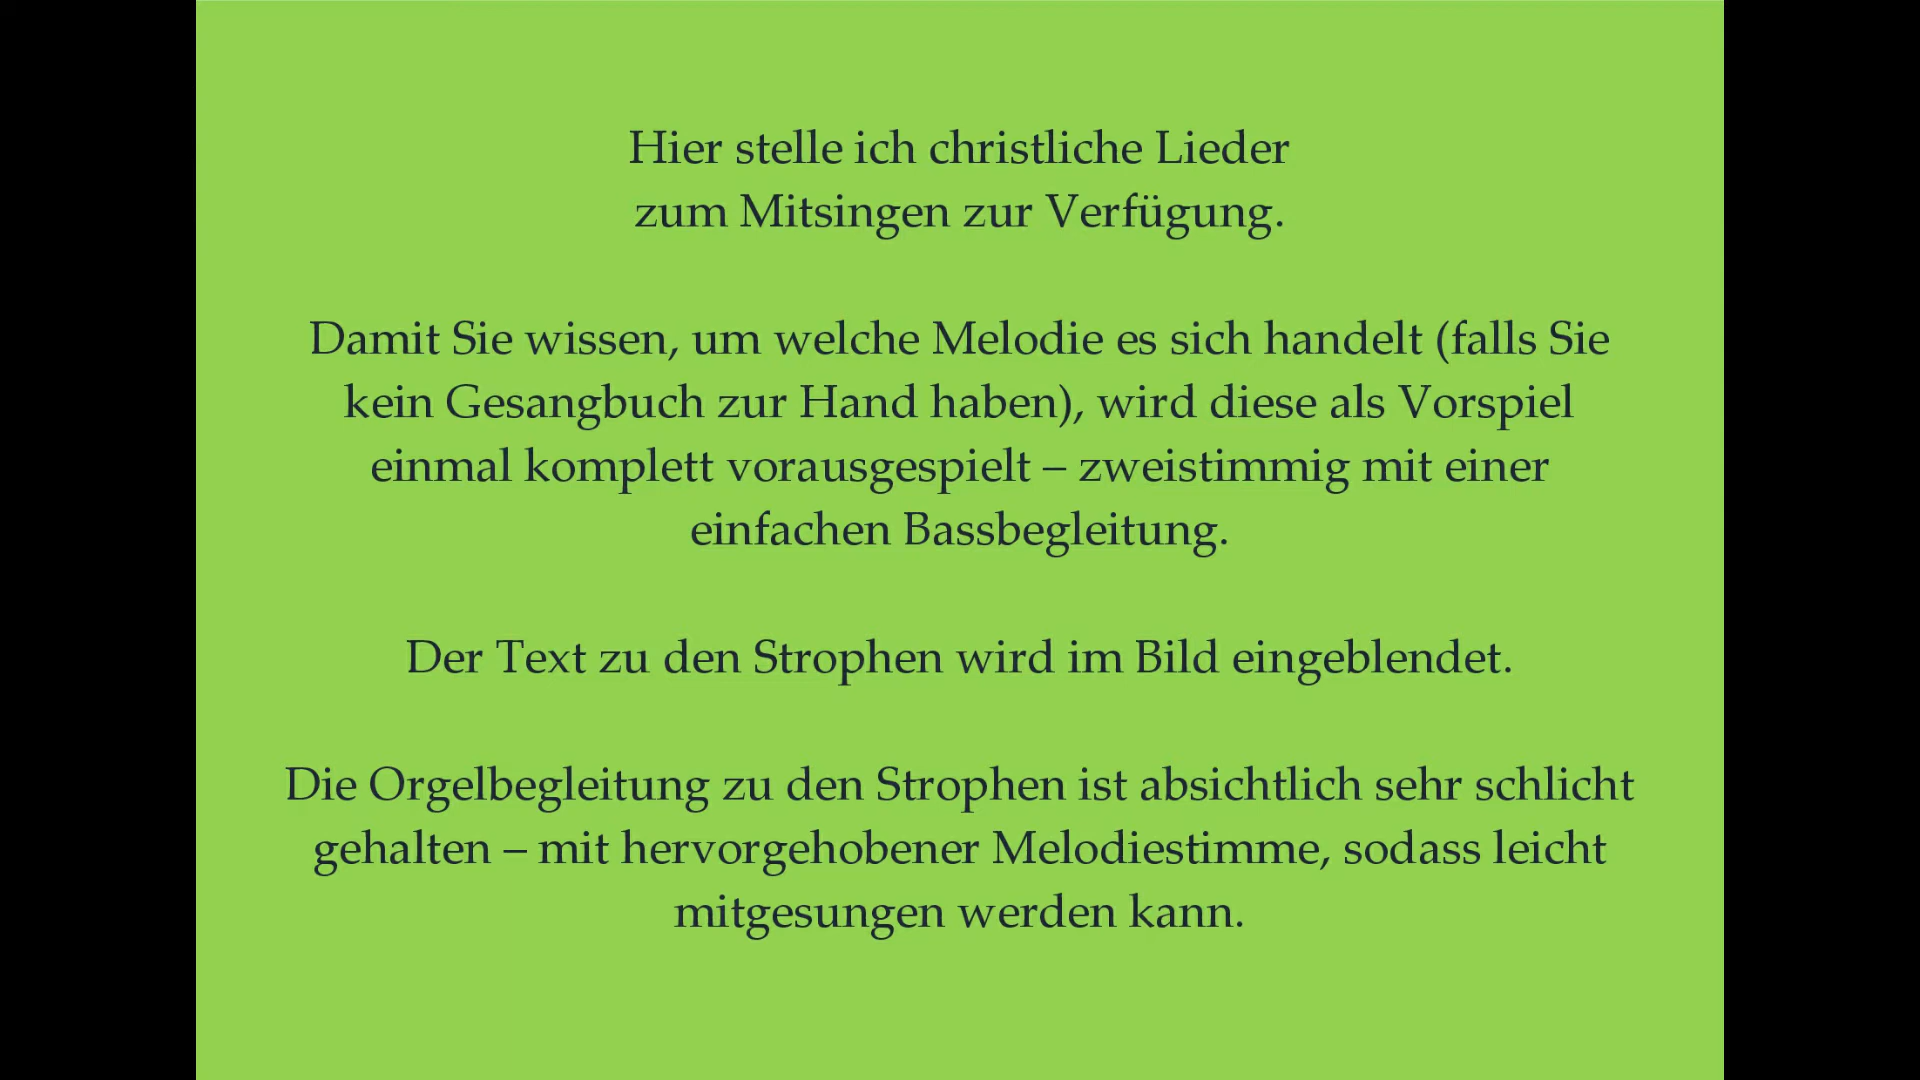 Hier stelle ich christliche Lieder
zum Mitsingen zur Verfügung.
Damit Sie wissen, um welche Melodie es sich handelt (falls Sie
kein Gesangbuch zur Hand haben), wird diese als Vorspiel
einmal komplett vorausgespielt – zweistimmig mit einer
einfachen Bassbegleitung.
Der Text zu den Strophen wird im Bild eingeblendet.
Die Orgelbegleitung zu den Strophen ist absichtlich sehr schlicht
gehalten – mit hervorgehobener Melodiestimme, sodass leicht
mitgesungen werden kann.